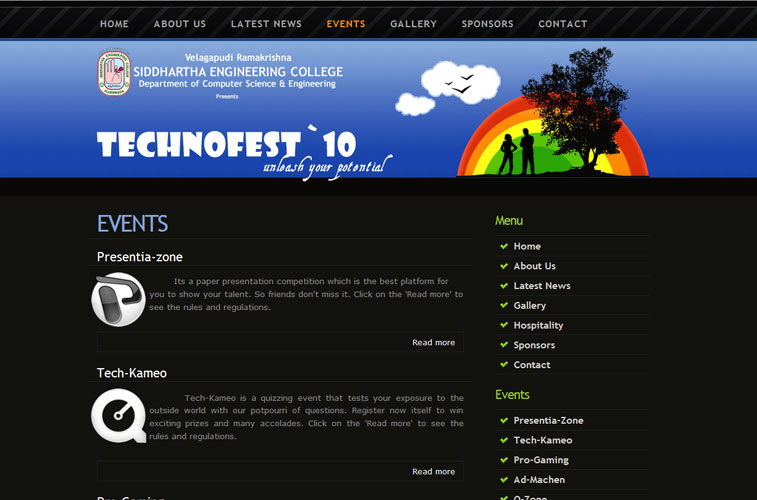 HOME ABOUT US LATEST NEWS EVENTS GALLERY SPONSORS CONTACT
Velagapudi Ramakrishna
SIDDHARTHA ENGINEERING COLLEGE
Department of Computer Science & Engineering
Presents
TECHNOFEST `10
unleash your potential
EVENTS
Presentia-zone
Its a paper presentation competition which is the best platform for
you to show your talent. So friends don't miss it. Click on the 'Read more' to
see the rules and regulations.
Read more
Tech-Kameo
Tech-Kameo is a quizzing event that tests your exposure to the
outside world with our potpourri of questions. Register now itself to win
exciting prizes and many accolades. Click on the 'Read more' to see the
rules and regulations.
Read more
Pro-Gaming
Menu
Home
About Us
Latest News
Gallery
Hospitality
Sponsors
Contact
Events
Presentia-Zone
Tech-Kameo
Pro-Gaming
Ad-Machen